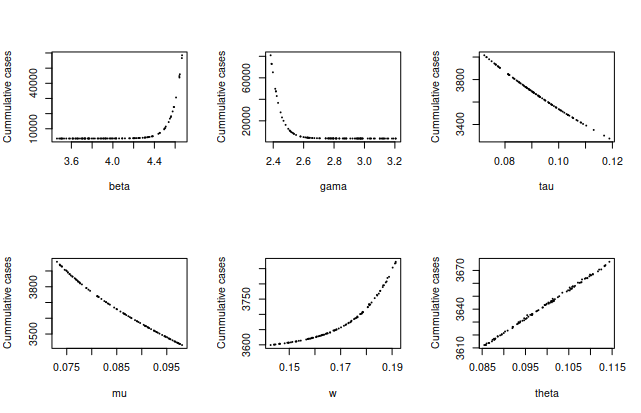 Cummulative cases
10000 40000
3.6 4.0 4.4
beta
Cummulative cases
20000 60000
2.4 2.6 2.8 3.0 3.2
gama
Cummulative cases
3400 3800
0.08 0.10 0.12
tau
Cummulative cases
3500 3800
0.075 0.085 0.095
mu
Cummulative cases
3600 3750
0.15 0.17 0.19
w
Cummulative cases
3610 3640 3670
0.085 0.095 0.105 0.115
theta